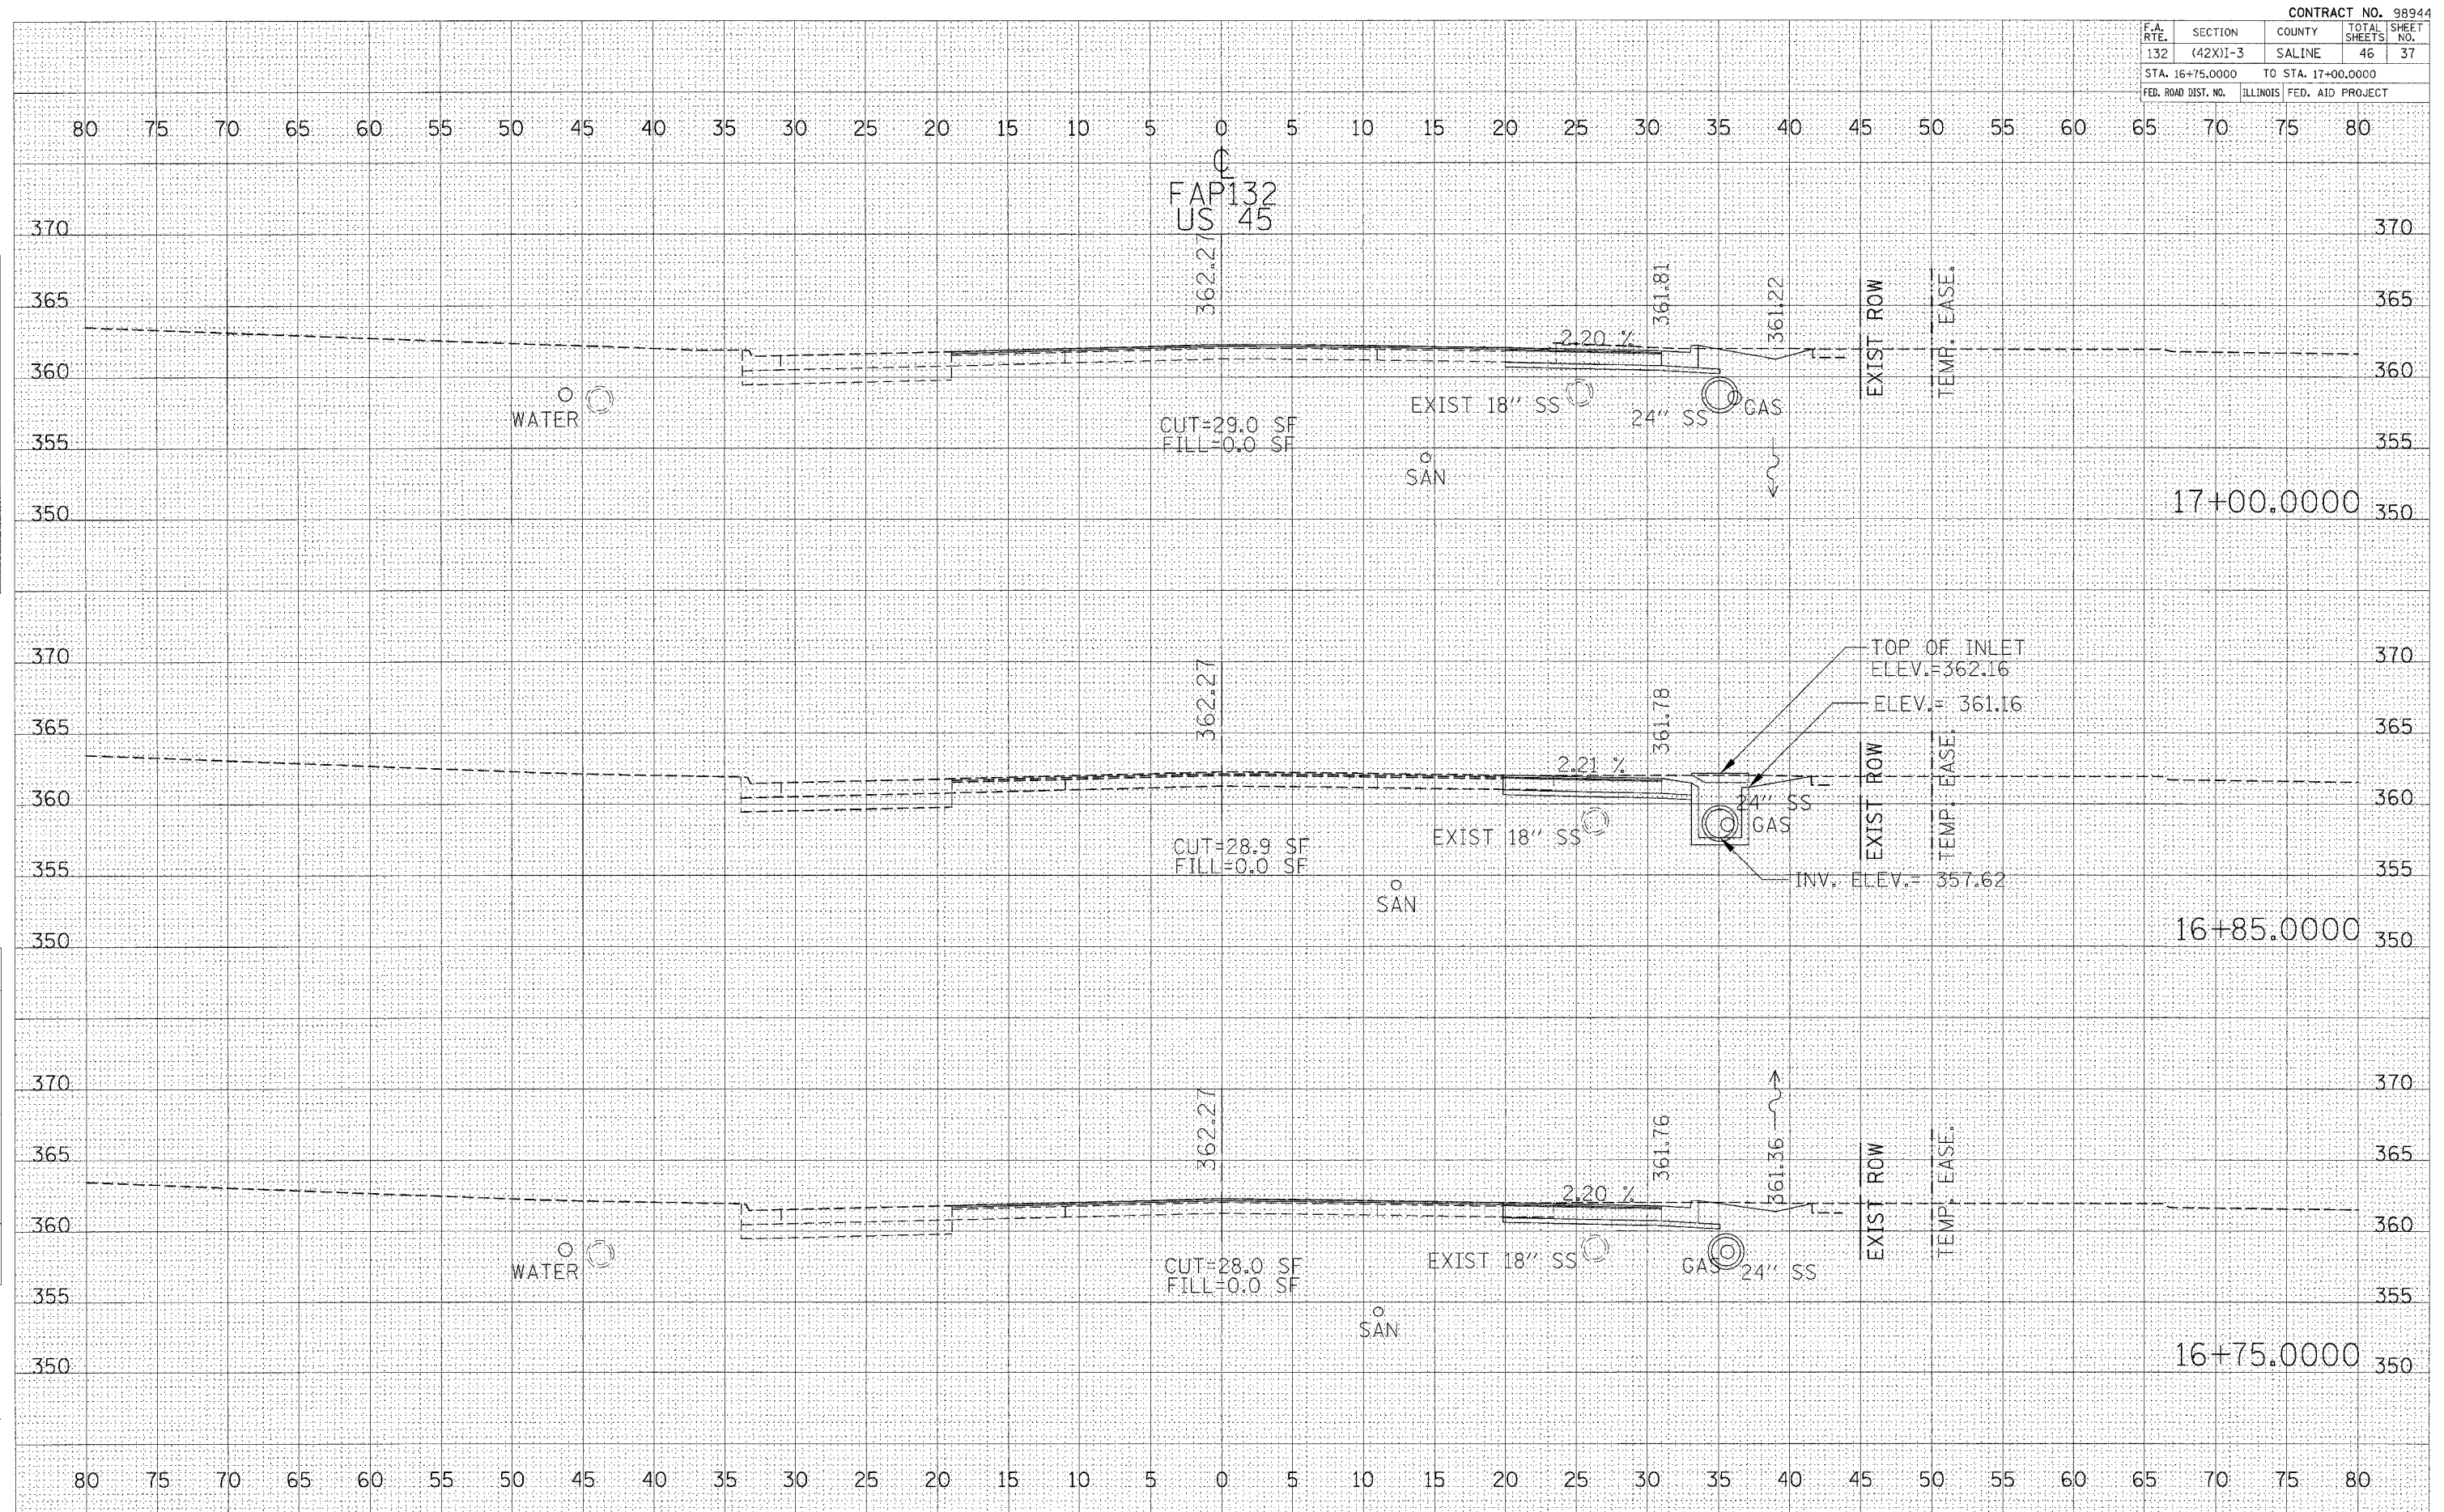 CONTRACT NO. 98944
F.A. RTE. SECTION COUNTY TOTAL SHEETS SHEET NO.
132 (42X)I-3 SALINE 46 37
STA. 16+75.0000 TO STA. 17+00.0000
FED. ROAD DIST. NO. ILLINOIS FED. AID PROJECT
80 75 70 65 60 55 50 45 40 35 30 25 20 15 10 5 0 5 10 15 20 25 30 35 40 45 50 55 60 65 70 75 80
FAP132
US 45
370 370
362.27
361.81
361.22
EXIST ROW
TEMP. EASE.
365 365
2.20 %
360 360
WATER
EXIST 18" SS
24" SS
GAS
CUT=29.0 SF
FILL=0.0 SF
355 355
SAN
17+00.0000
350 350
TOP OF INLET
ELEV.=362.16
370 370
362.27
361.78
ELEV.= 361.16
365 365
EXIST ROW
TEMP. EASE.
2.21 %
360 360
24" SS
GAS
EXIST 18" SS
CUT=28.9 SF
FILL=0.0 SF
355 355
INV. ELEV.= 357.62
SAN
16+85.0000
350 350
370 370
362.27
361.76
361.36
EXIST ROW
TEMP. EASE.
365 365
2.20 %
360 360
WATER
EXIST 18" SS
GAS
24" SS
CUT=28.0 SF
FILL=0.0 SF
355 355
SAN
16+75.0000
350 350
80 75 70 65 60 55 50 45 40 35 30 25 20 15 10 5 0 5 10 15 20 25 30 35 40 45 50 55 60 65 70 75 80